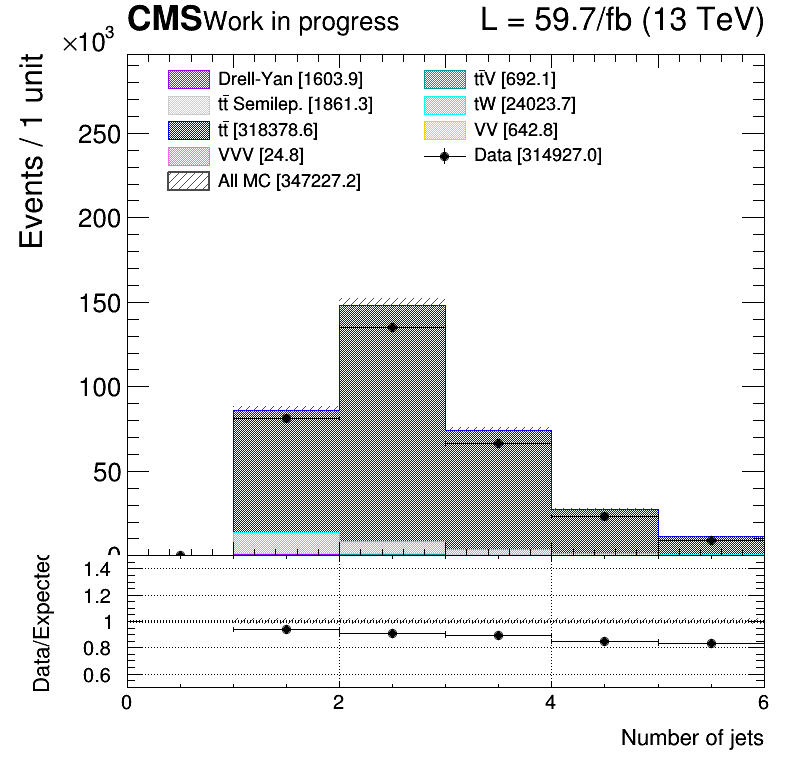 CMS Work in progress L = 59.7/fb (13 TeV)
×10³
Events / 1 unit
Drell-Yan [1603.9] tt̄V [692.1]
tt̄ Semilep. [1861.3] tW [24023.7]
tt̄ [318378.6] VV [642.8]
VVV [24.8] Data [314927.0]
All MC [347227.2]
250
200
150
100
50
0
Data/Expected
1.4
1.2
1
0.8
0.6
0 2 4 6
Number of jets